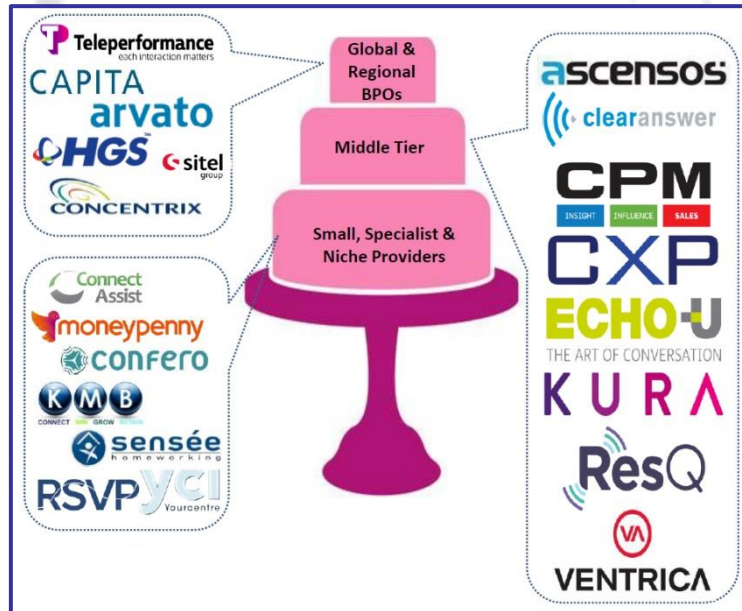 Teleperformance
each interaction matters
CAPITA
arvato
HGS
sitel
group
CONCENTRIX
Global &
Regional
BPOs
Middle Tier
Small, Specialist &
Niche Providers
Connect
Assist
moneypenny
confero
KMB
CONNECT GROW
sensée
homeworking
RSVP yci
Yourcentre
ascensos
clearanswer
CPM
INSIGHT INFLUENCE SALES
CXP
ECHO-U
THE ART OF CONVERSATION
KURA
ResQ
VA
VENTRICA